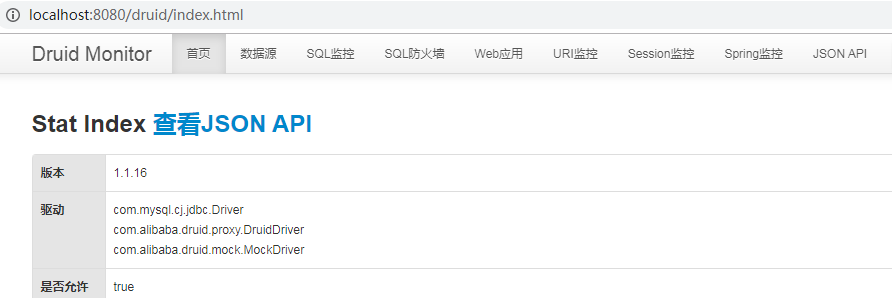 localhost:8080/druid/index.html
Druid Monitor 首页 数据源 SQL监控 SQL防火墙 Web应用 URI监控 Session监控 Spring监控 JSON API
Stat Index 查看JSON API
版本 1.1.16
驱动 com.mysql.cj.jdbc.Driver
com.alibaba.druid.proxy.DruidDriver
com.alibaba.druid.mock.MockDriver
是否允许 true